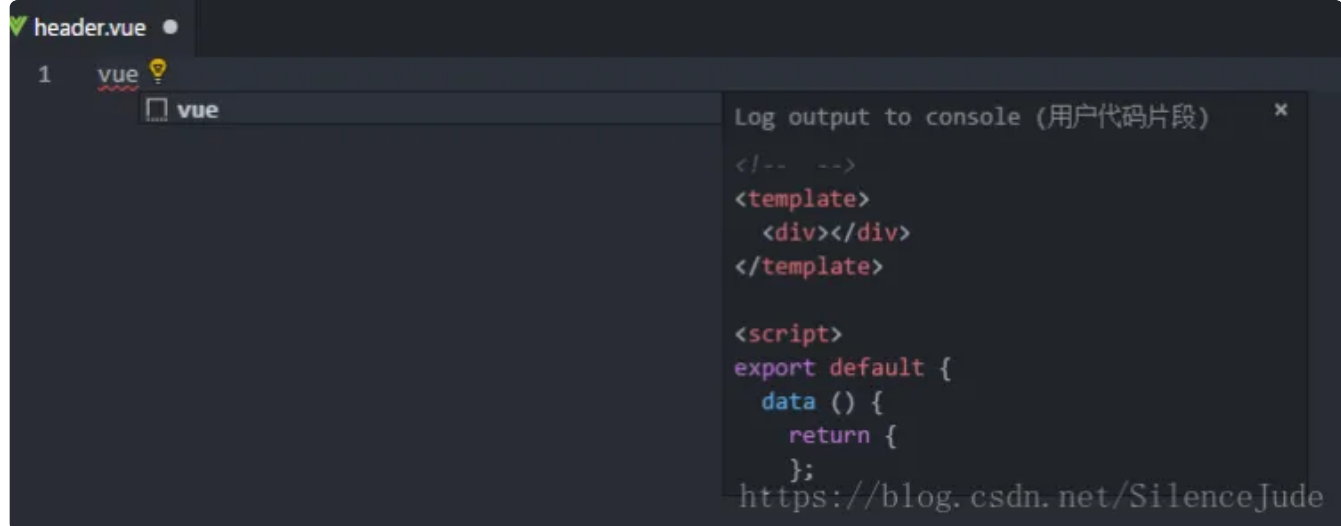 header.vue
1 vue
vue
Log output to console (用户代码片段) ×
<!--  -->
<template>
  <div></div>
</template>
<script>
export default {
  data () {
    return {
    };
https://blog.csdn.net/SilenceJude